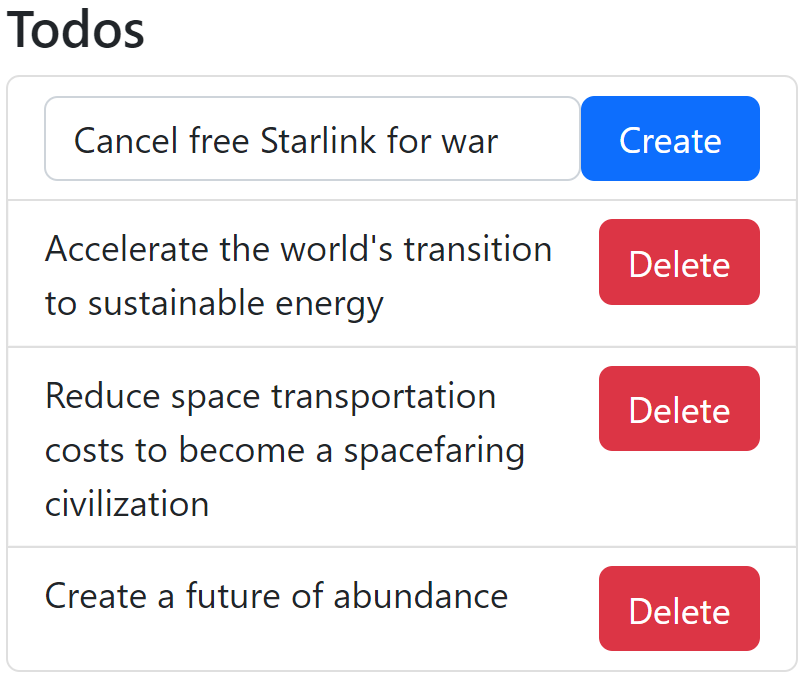 Todos
Cancel free Starlink for war
Create
Accelerate the world's transition
to sustainable energy
Delete
Reduce space transportation
costs to become a spacefaring
civilization
Delete
Create a future of abundance
Delete